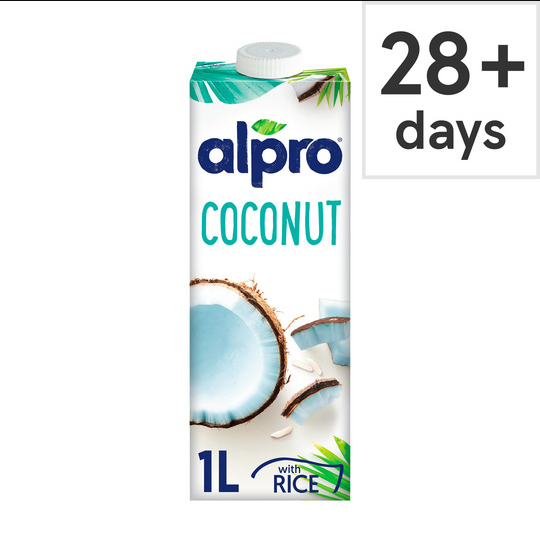 28+
days
alpro®
COCONUT
1L
with
RICE